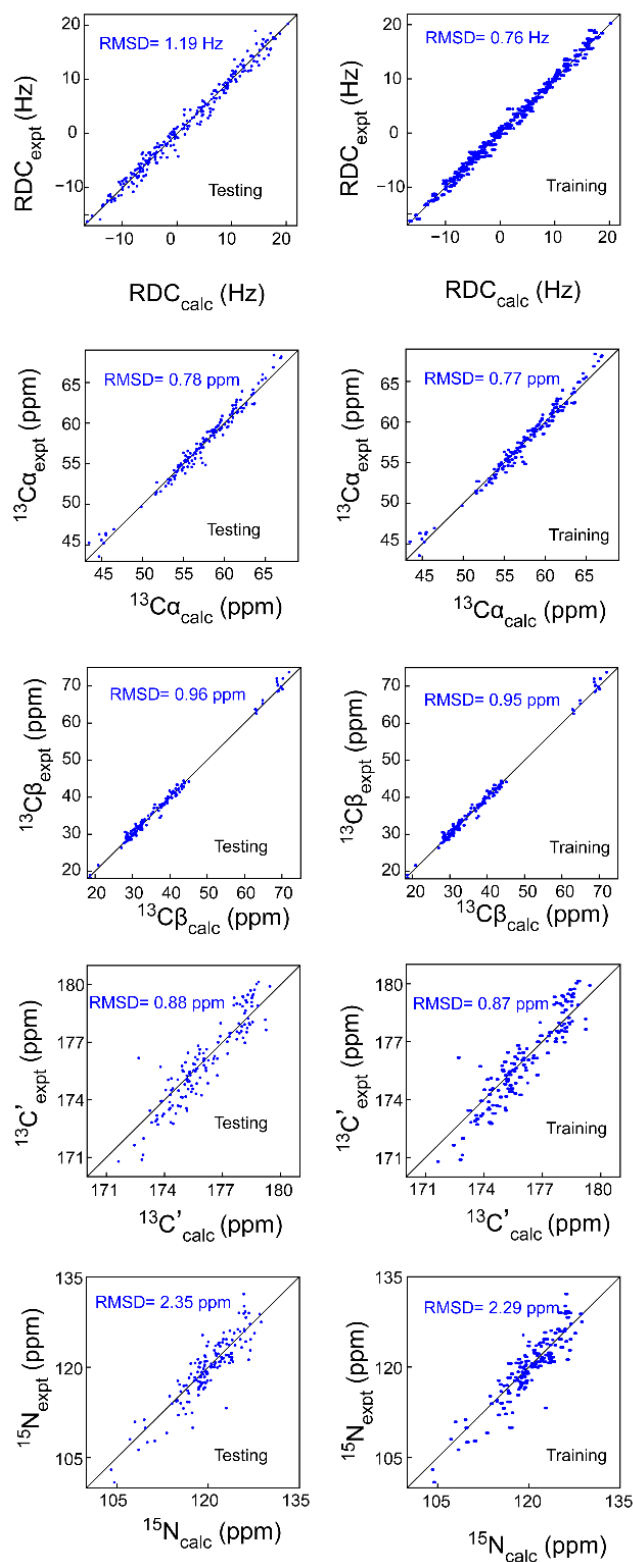 RMSD= 1.19 Hz
20
10
0
−10
RDCexpt (Hz)
Testing
−10 0 10 20
RDCcalc (Hz)
RMSD= 0.76 Hz
20
10
0
−10
RDCexpt (Hz)
Training
−10 0 10 20
RDCcalc (Hz)
RMSD= 0.78 ppm
65
60
55
50
45
13Cαexpt (ppm)
Testing
45 50 55 60 65
13Cαcalc (ppm)
RMSD= 0.77 ppm
65
60
55
50
45
13Cαexpt (ppm)
Training
45 50 55 60 65
13Cαcalc (ppm)
RMSD= 0.96 ppm
70
60
50
40
30
20
13Cβexpt (ppm)
Testing
20 30 40 50 60 70
13Cβcalc (ppm)
RMSD= 0.95 ppm
70
60
50
40
30
20
13Cβexpt (ppm)
Training
20 30 40 50 60 70
13Cβcalc (ppm)
RMSD= 0.88 ppm
180
177
174
171
13C’expt (ppm)
Testing
171 174 177 180
13C’calc (ppm)
RMSD= 0.87 ppm
180
177
174
171
13C’expt (ppm)
Training
171 174 177 180
13C’calc (ppm)
RMSD= 2.35 ppm
135
120
105
15Nexpt (ppm)
Testing
105 120 135
15Ncalc (ppm)
RMSD= 2.29 ppm
135
120
105
15Nexpt (ppm)
Training
105 120 135
15Ncalc (ppm)